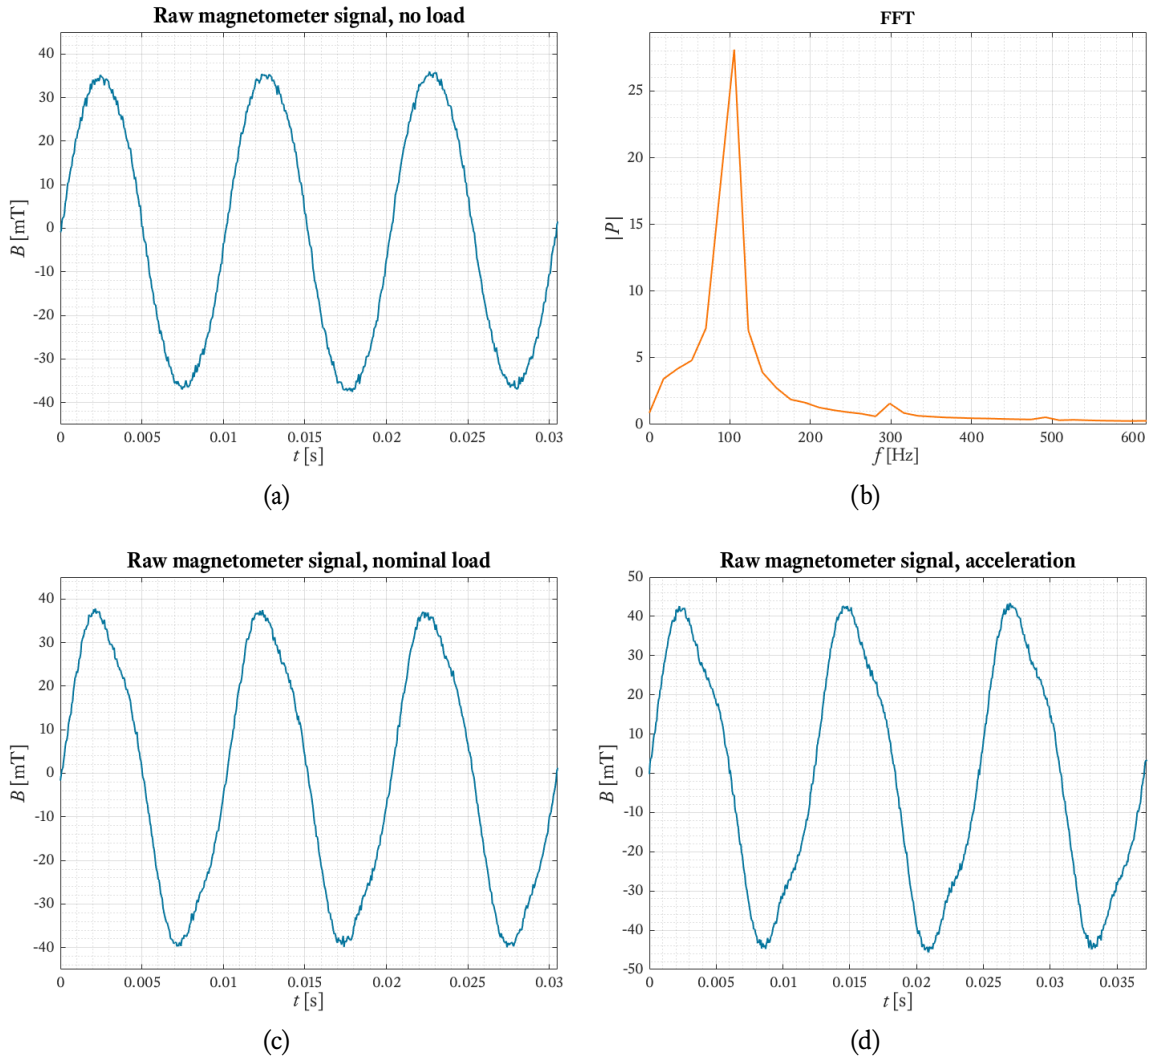 Raw magnetometer signal, no load
40
30
20
10
0
-10
-20
-30
-40
B [mT]
0 0.005 0.01 0.015 0.02 0.025 0.03
t [s]
(a)
FFT
25
20
15
10
5
0
|P|
0 100 200 300 400 500 600
f [Hz]
(b)
Raw magnetometer signal, nominal load
40
30
20
10
0
-10
-20
-30
-40
B [mT]
0 0.005 0.01 0.015 0.02 0.025 0.03
t [s]
(c)
Raw magnetometer signal, acceleration
50
40
30
20
10
0
-10
-20
-30
-40
-50
B [mT]
0 0.005 0.01 0.015 0.02 0.025 0.03 0.035
t [s]
(d)